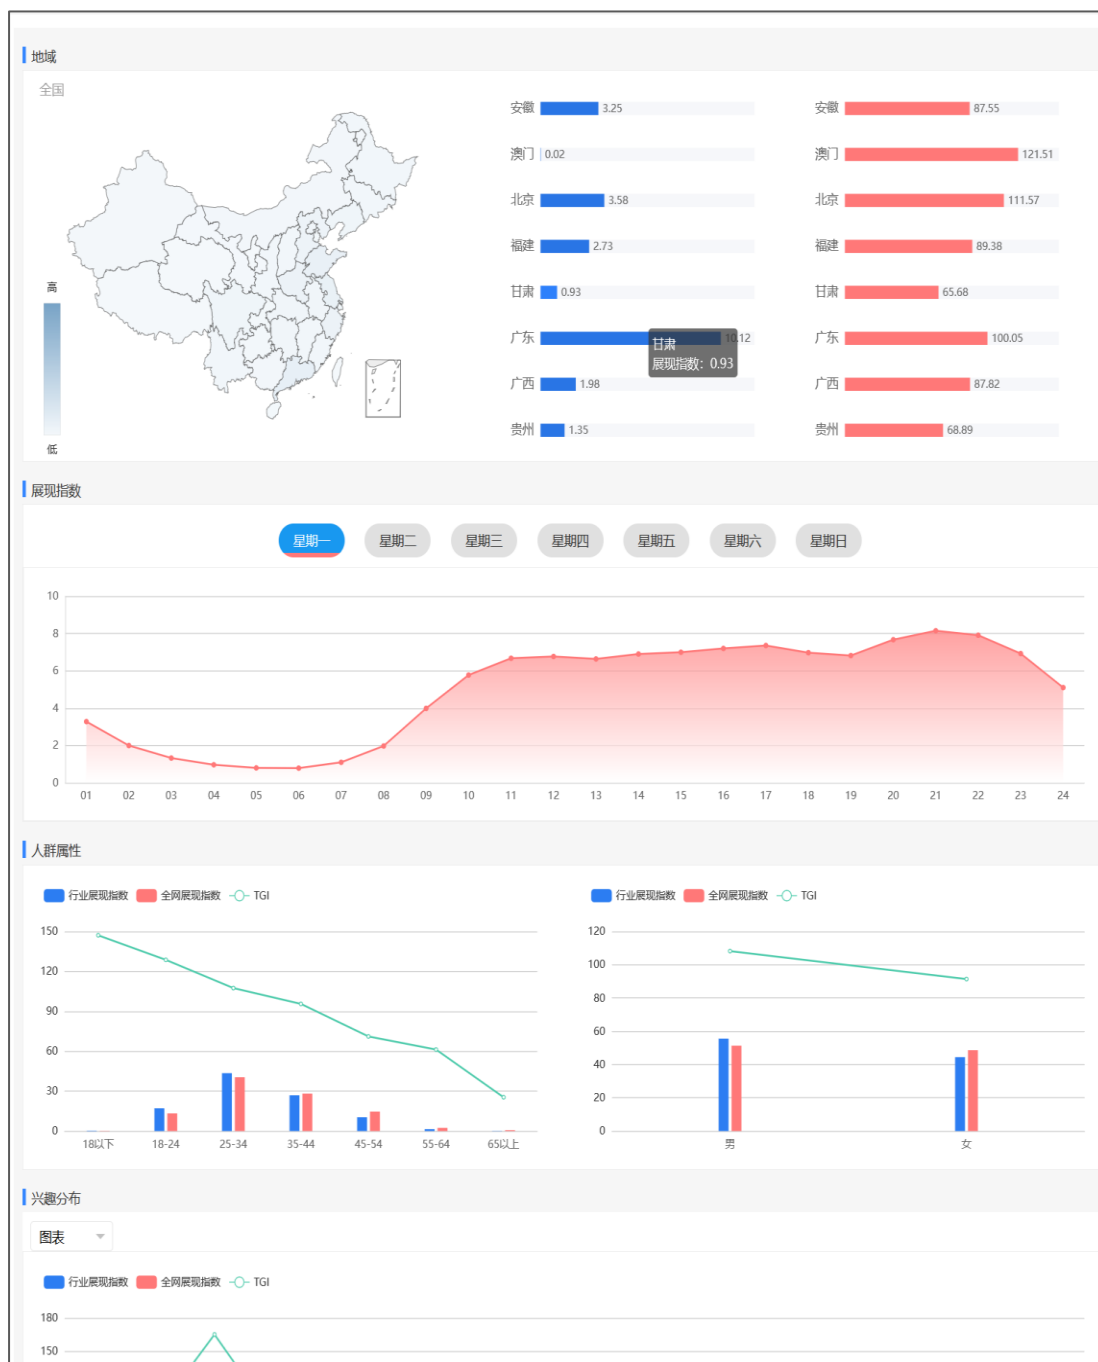 地域
全国
高
低
安徽 3.25
澳门 0.02
北京 3.58
福建 2.73
甘肃 0.93
广东 10.12
广西 1.98
贵州 1.35
甘肃
展现指数: 0.93
安徽 87.55
澳门 121.51
北京 111.57
福建 89.38
甘肃 65.68
广东 100.05
广西 87.82
贵州 68.89
展现指数
星期一 星期二 星期三 星期四 星期五 星期六 星期日
10
8
6
4
2
0
01 02 03 04 05 06 07 08 09 10 11 12 13 14 15 16 17 18 19 20 21 22 23 24
人群属性
行业展现指数 全网展现指数 TGI
150
120
90
60
30
0
18以下 18-24 25-34 35-44 45-54 55-64 65以上
行业展现指数 全网展现指数 TGI
120
100
80
60
40
20
0
男 女
兴趣分布
图表
行业展现指数 全网展现指数 TGI
180
150